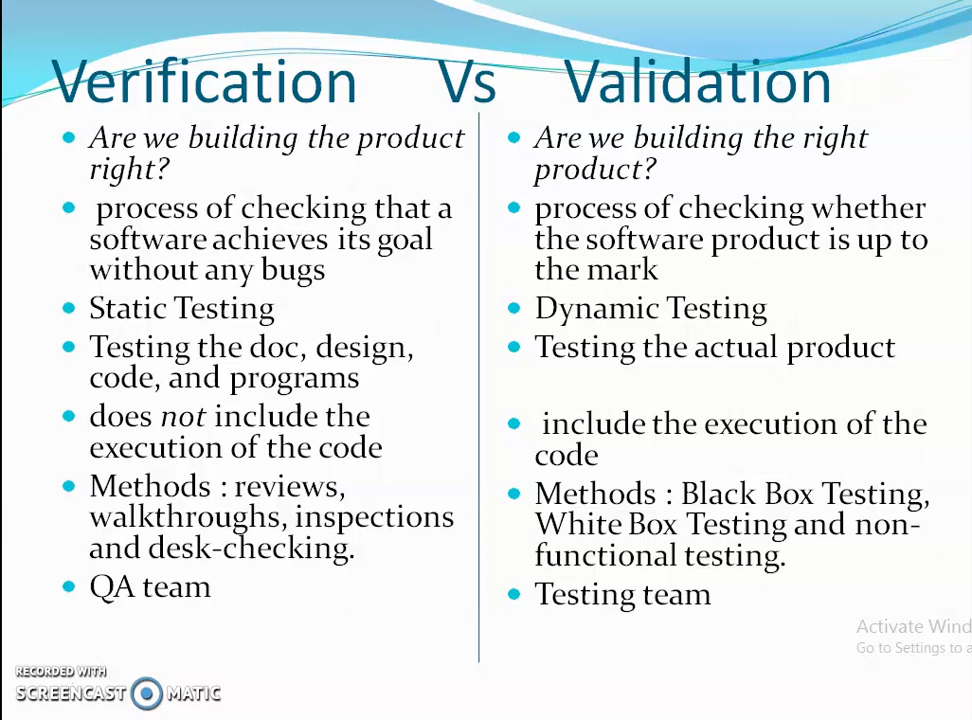 Verification Vs Validation
Are we building the product
right?
process of checking that a
software achieves its goal
without any bugs
Static Testing
Testing the doc, design,
code, and programs
does not include the
execution of the code
Methods : reviews,
walkthroughs, inspections
and desk-checking.
QA team
Are we building the right
product?
process of checking whether
the software product is up to
the mark
Dynamic Testing
Testing the actual product
include the execution of the
code
Methods : Black Box Testing,
White Box Testing and non-
functional testing.
Testing team
Activate Wind
Go to Settings to a
RECORDED WITH
SCREENCAST MATIC